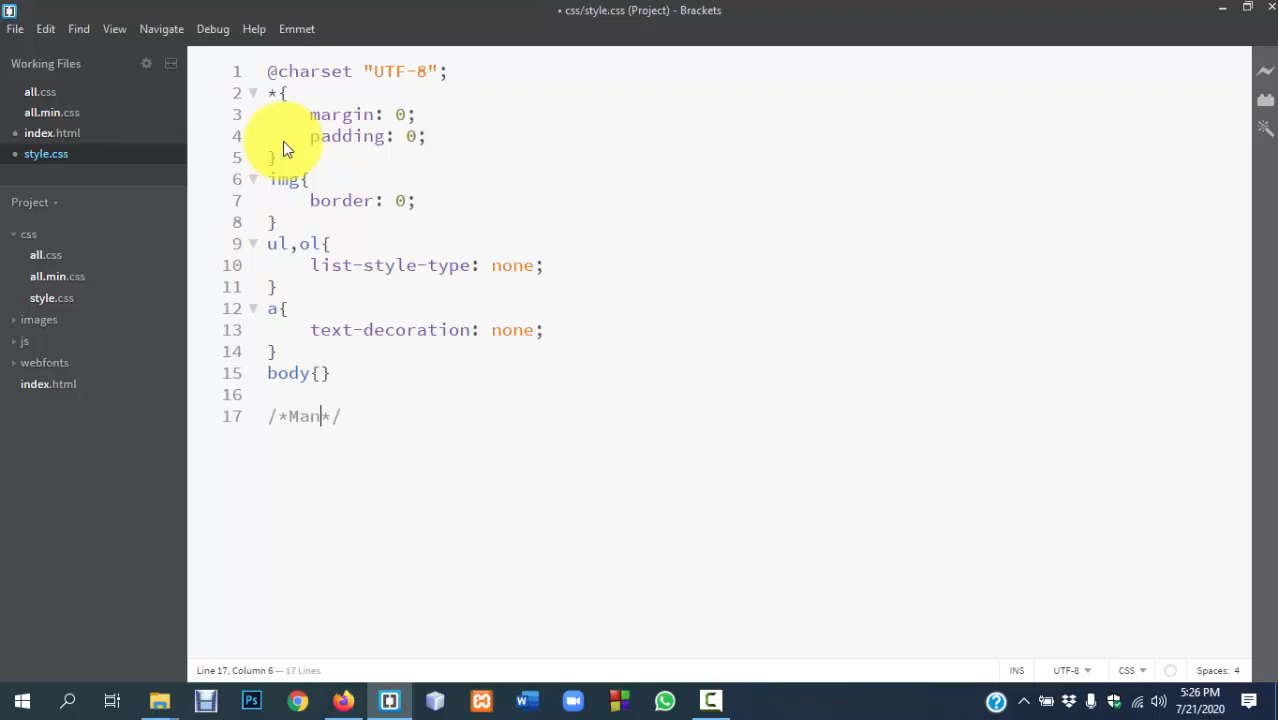 • css/style.css (Project) - Brackets
File Edit Find View Navigate Debug Help Emmet
Working Files
all.css
all.min.css
index.html
style.css
Project
css
all.css
all.min.css
style.css
images
js
webfonts
index.html
1 @charset "UTF-8";
2 *{
3 margin: 0;
4 padding: 0;
5 }
6 img{
7 border: 0;
8 }
9 ul,ol{
10 list-style-type: none;
11 }
12 a{
13 text-decoration: none;
14 }
15 body{}
16
17 /*Man*/
Line 17, Column 6 — 17 Lines
INS UTF-8 CSS Spaces: 4
5:26 PM
7/21/2020